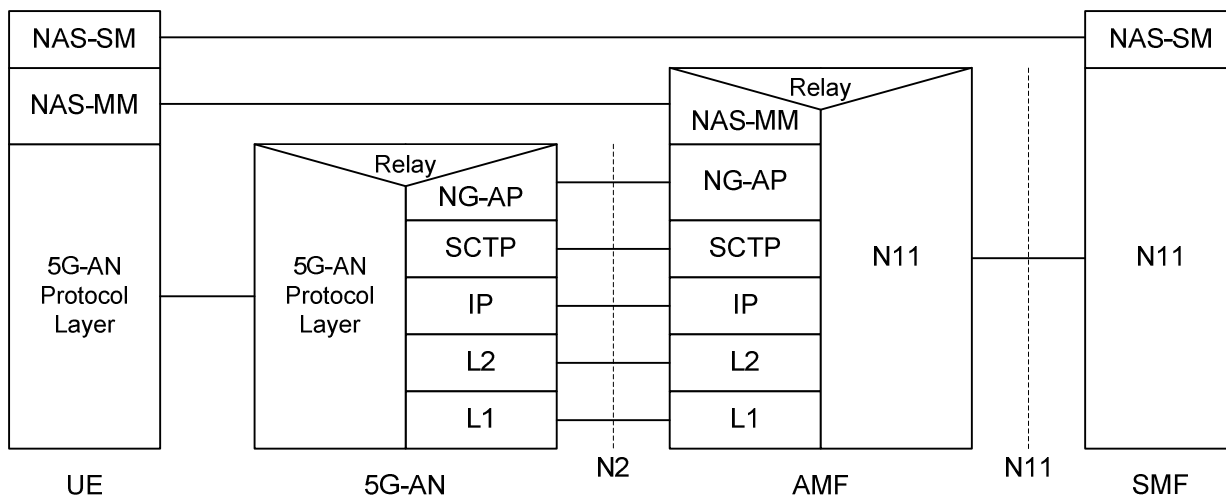 NAS-SM
NAS-SM
NAS-MM
Relay
NAS-MM
Relay
NG-AP
NG-AP
SCTP
SCTP
N11
N11
5G-AN
Protocol
Layer
5G-AN
Protocol
Layer
IP
IP
L2
L2
L1
L1
N2
N11
UE
5G-AN
AMF
SMF